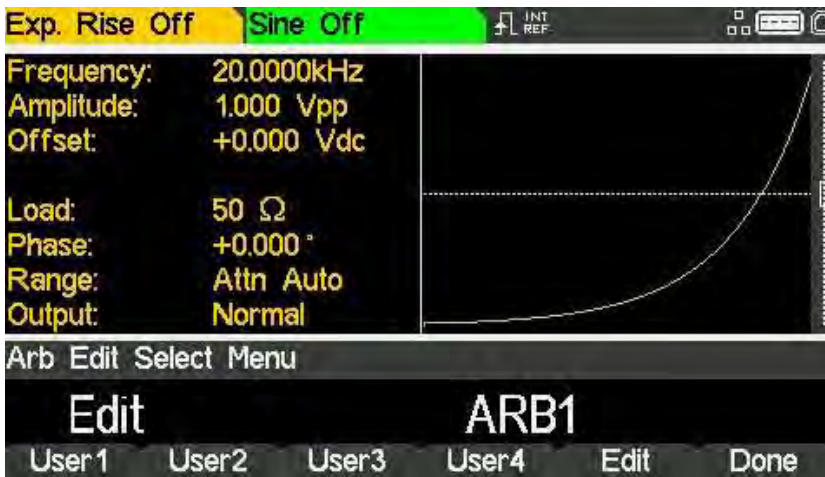 Exp. Rise Off Sine Off INT REF
Frequency: 20.0000kHz
Amplitude: 1.000 Vpp
Offset: +0.000 Vdc
Load: 50 Ω
Phase: +0.000°
Range: Attn Auto
Output: Normal
Arb Edit Select Menu
Edit ARB1
User1 User2 User3 User4 Edit Done